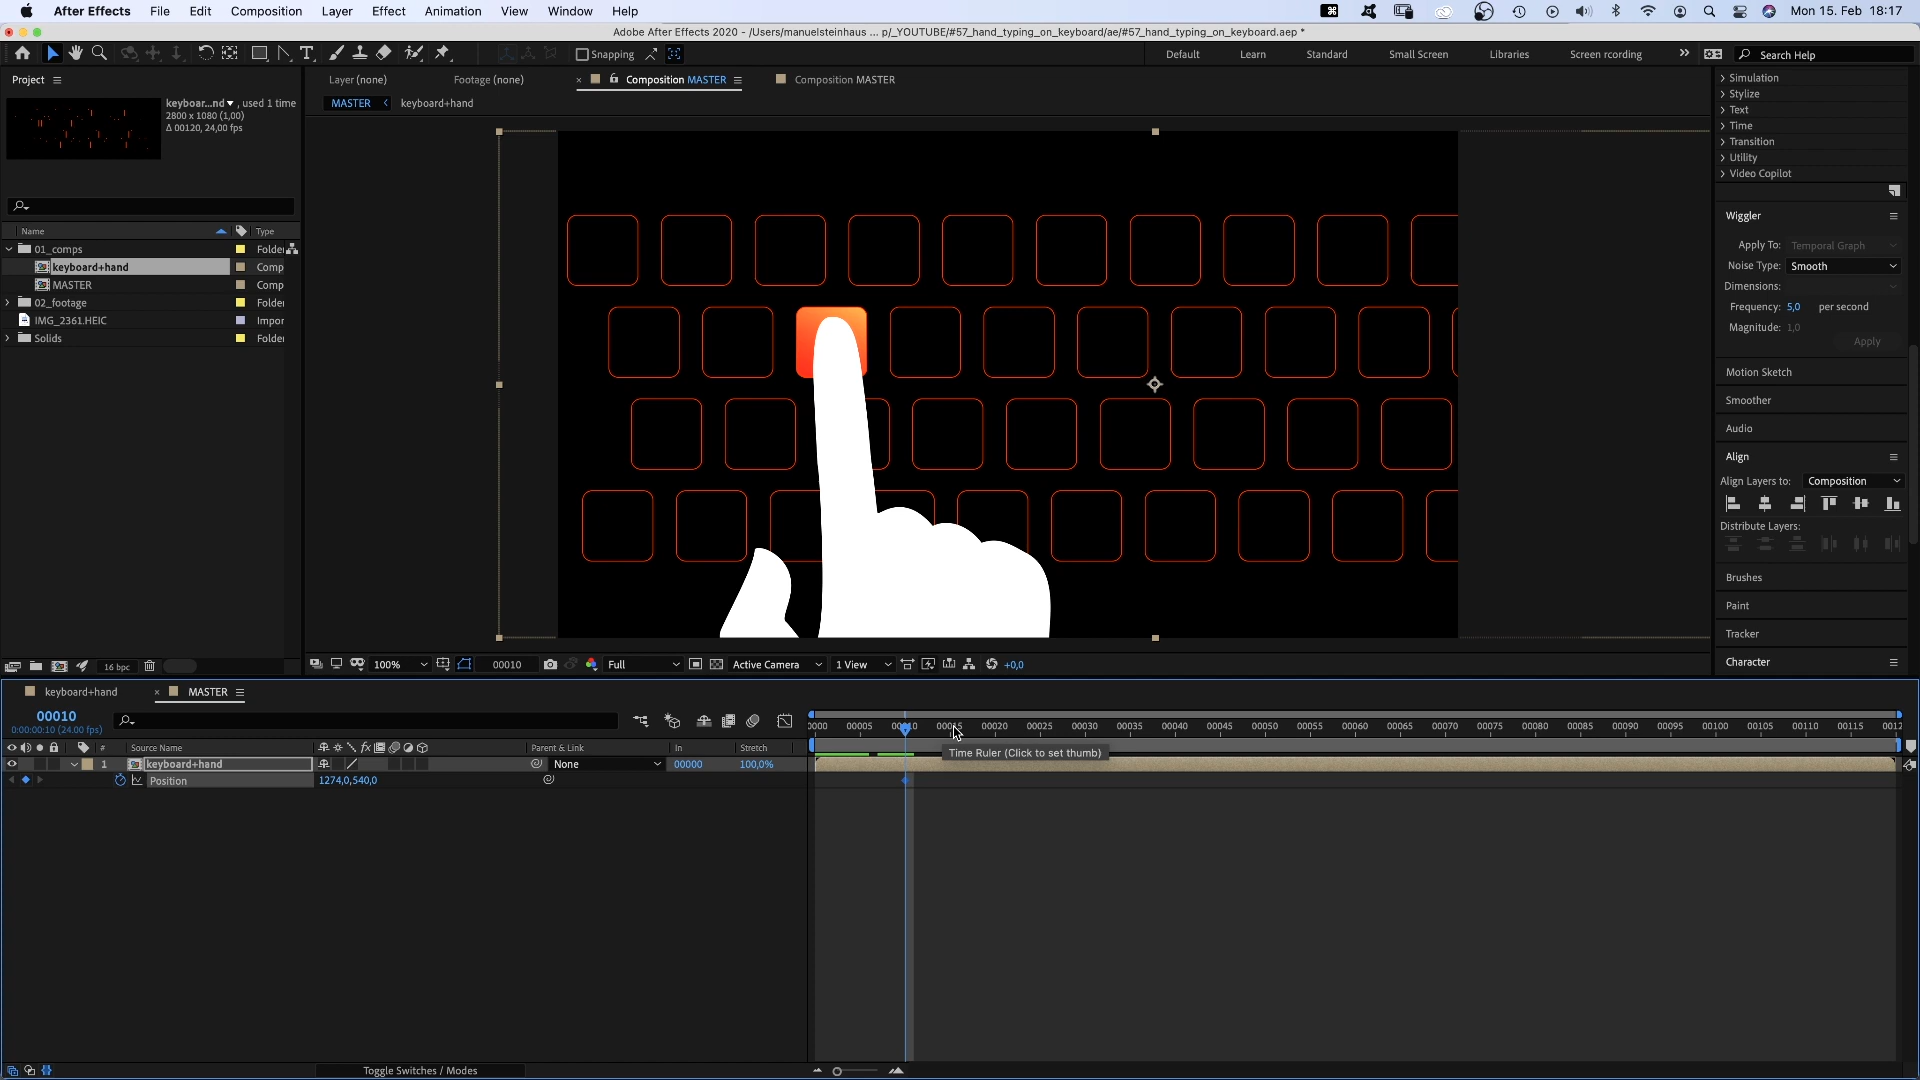 After Effects File Edit Composition Layer Effect Animation View Window Help Mon 15. Feb 18:17
Adobe After Effects 2020 - /Users/manuelsteinhaus ... p/_YOUTUBE/#57_hand_typing_on_keyboard/ae/#57_hand_typing_on_keyboard.aep *
Snapping Default Learn Standard Small Screen Libraries Screen rcording Search Help
Project Layer (none) Footage (none) Composition MASTER Composition MASTER
MASTER keyboard+hand
keyboar...nd , used 1 time
2800 x 1080 (1,00)
Δ 00120, 24,00 fps
Name Type
01_comps Folder
keyboard+hand Comp
MASTER Comp
02_footage Folder
IMG_2361.HEIC Impor
Solids Folder
16 bpc
100% 00010 Full Active Camera 1 View +0,0
Simulation
Stylize
Text
Time
Transition
Utility
Video Copilot
Wiggler
Apply To: Temporal Graph
Noise Type: Smooth
Dimensions:
Frequency: 5,0 per second
Magnitude: 1,0
Apply
Motion Sketch
Smoother
Audio
Align
Align Layers to: Composition
Distribute Layers:
Brushes
Paint
Tracker
Character
keyboard+hand MASTER
00010
0:00:00:10 (24.00 fps)
0000 00005 00010 00015 00020 00025 00030 00035 00040 00045 00050 00055 00060 00065 00070 00075 00080 00085 00090 00095 00100 00105 00110 00115 0012
# Source Name Parent & Link In Stretch
Time Ruler (Click to set thumb)
1 keyboard+hand None 00000 100,0%
Position 1274,0,540,0
Toggle Switches / Modes